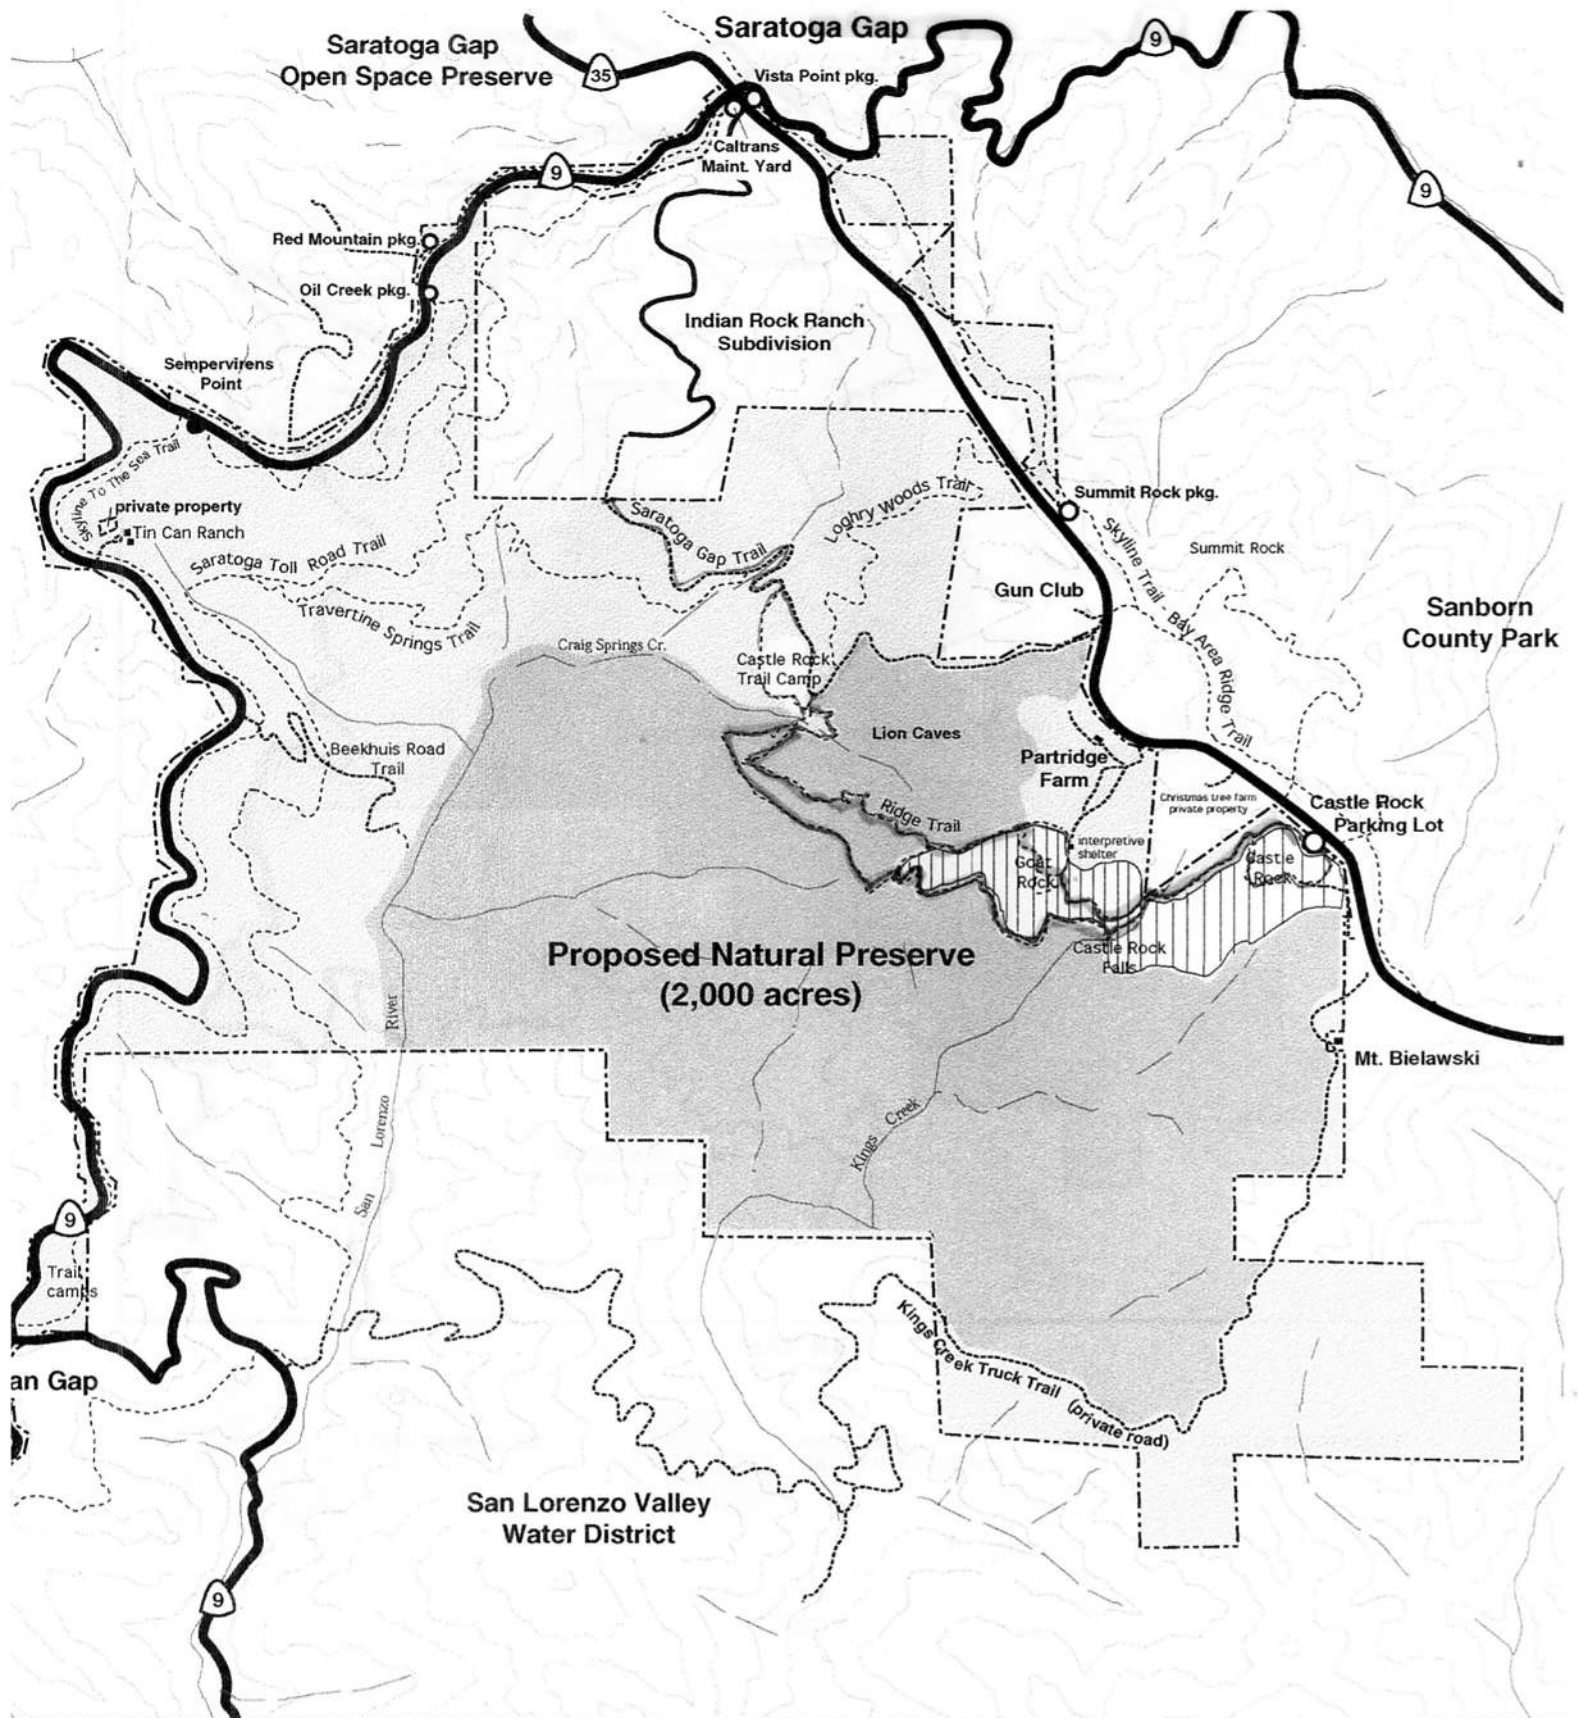 Saratoga Gap
Saratoga Gap
Open Space Preserve
35
9
Vista Point pkg.
Caltrans
Maint. Yard
9
9
Red Mountain pkg.
Oil Creek pkg.
Indian Rock Ranch
Subdivision
Sempervirens
Point
Skyline To The Sea Trail
private property
Tin Can Ranch
Saratoga Toll Road Trail
Travertine Springs Trail
Saratoga Gap Trail
Loghry Woods Trail
Summit Rock pkg.
Skyline Trail
Bay Area Ridge Trail
Summit Rock
Gun Club
Sanborn
County Park
Craig Springs Cr.
Castle Rock
Trail Camp
Lion Caves
Beekhuis Road
Trail
Partridge
Farm
Christmas tree farm
private property
Castle Rock
Parking Lot
Ridge Trail
interpretive
shelter
Goat
Rock
Castle
Rock
Castle Rock
Falls
Proposed Natural Preserve
(2,000 acres)
Mt. Bielawski
San Lorenzo River
Kings Creek
9
Trail
camps
an Gap
Kings Creek Truck Trail (private road)
San Lorenzo Valley
Water District
9